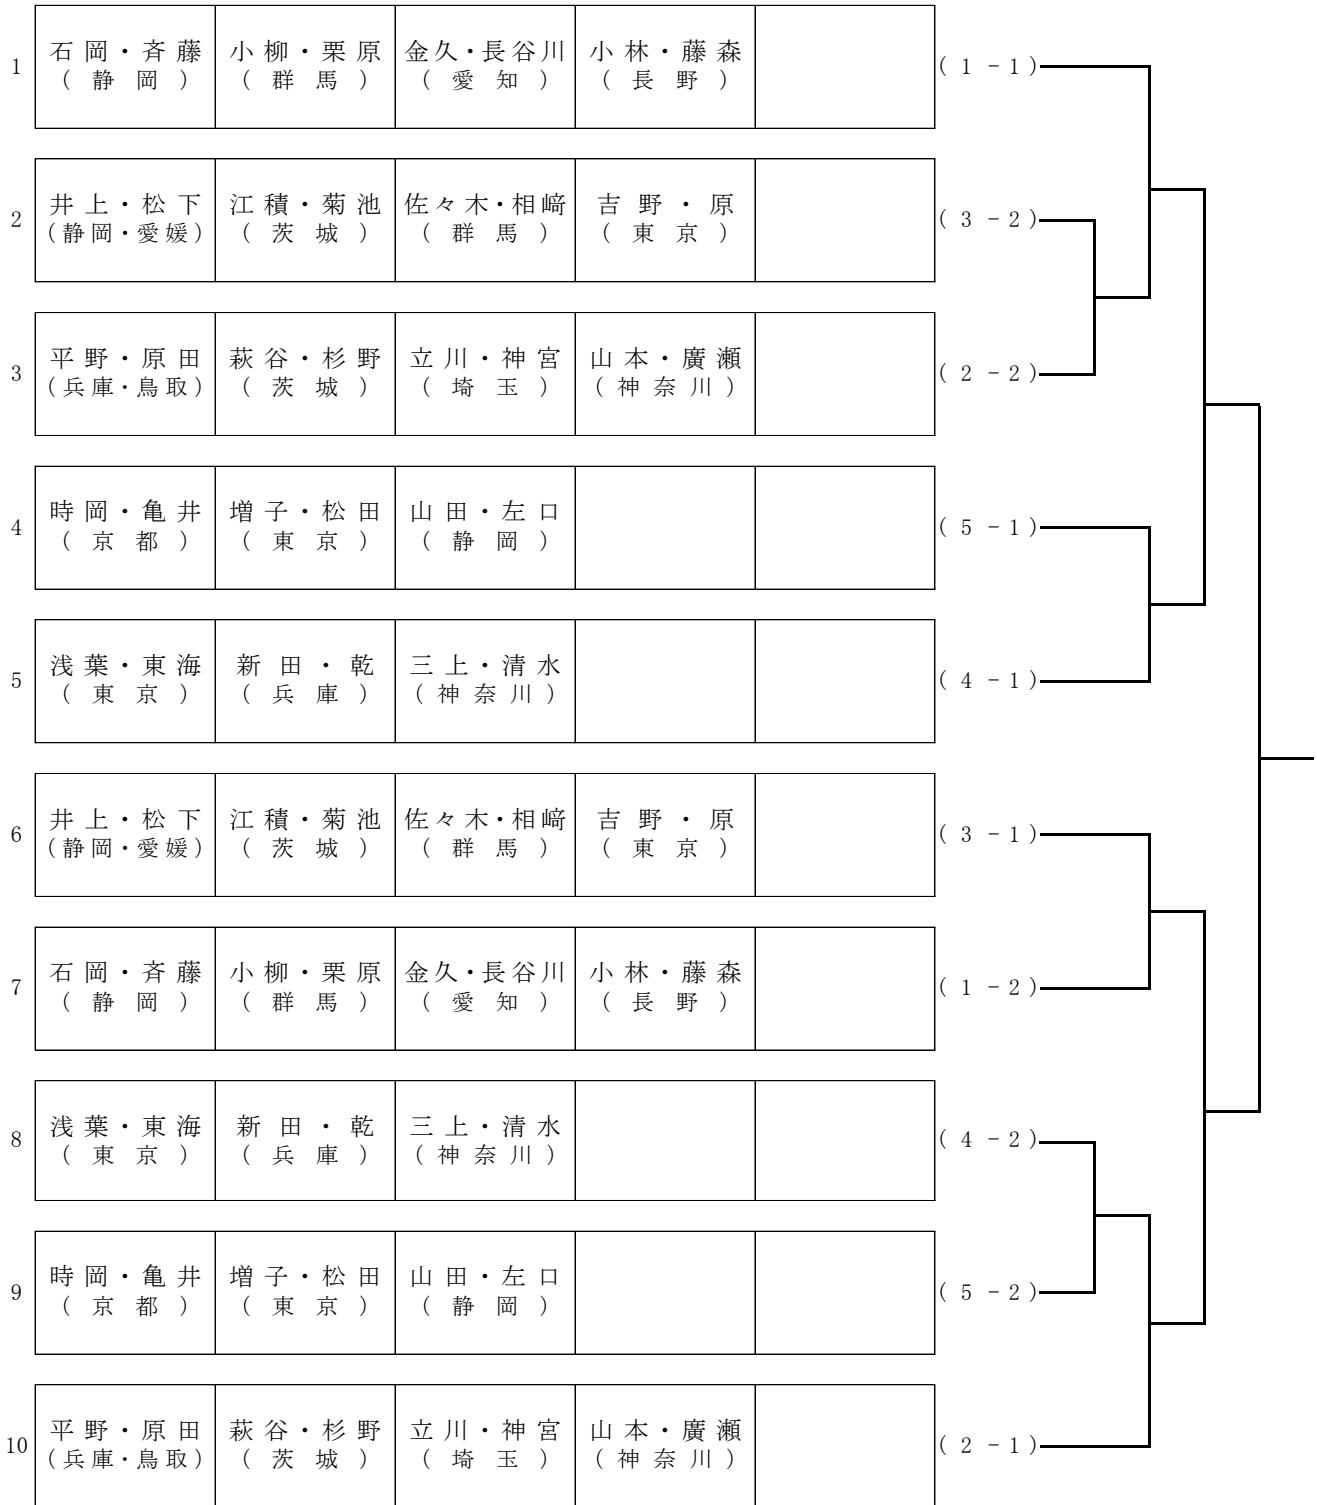 1 石岡・斉藤 小柳・栗原 金久・長谷川 小林・藤森 (1-1)
(静岡) (群馬) (愛知) (長野)
2 井上・松下 江積・菊池 佐々木・相﨑 吉野・原 (3-2)
(静岡・愛媛) (茨城) (群馬) (東京)
3 平野・原田 萩谷・杉野 立川・神宮 山本・廣瀬 (2-2)
(兵庫・鳥取) (茨城) (埼玉) (神奈川)
4 時岡・亀井 増子・松田 山田・左口 (5-1)
(京都) (東京) (静岡)
5 浅葉・東海 新田・乾 三上・清水 (4-1)
(東京) (兵庫) (神奈川)
6 井上・松下 江積・菊池 佐々木・相﨑 吉野・原 (3-1)
(静岡・愛媛) (茨城) (群馬) (東京)
7 石岡・斉藤 小柳・栗原 金久・長谷川 小林・藤森 (1-2)
(静岡) (群馬) (愛知) (長野)
8 浅葉・東海 新田・乾 三上・清水 (4-2)
(東京) (兵庫) (神奈川)
9 時岡・亀井 増子・松田 山田・左口 (5-2)
(京都) (東京) (静岡)
10 平野・原田 萩谷・杉野 立川・神宮 山本・廣瀬 (2-1)
(兵庫・鳥取) (茨城) (埼玉) (神奈川)